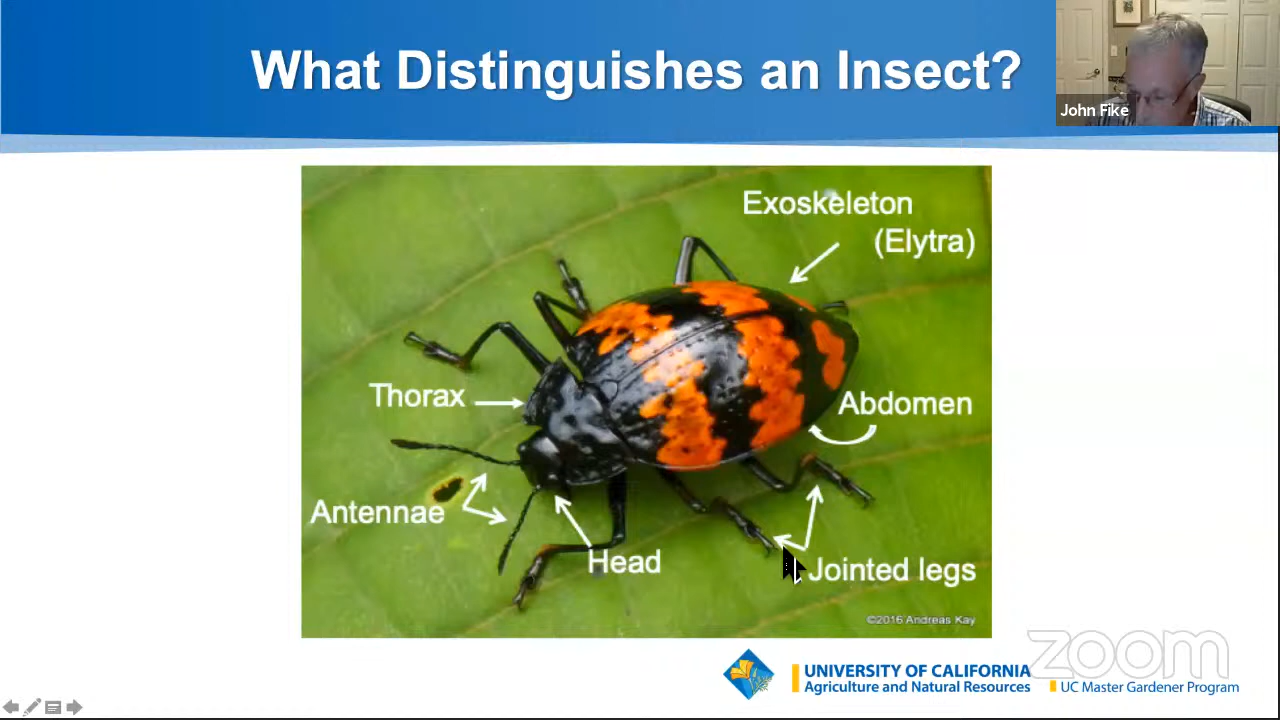 What Distinguishes an Insect?
John Fike
Exoskeleton
(Elytra)
Thorax
Abdomen
Antennae
Head
Jointed legs
©2016 Andreas Kay
zoom
UNIVERSITY OF CALIFORNIA
Agriculture and Natural Resources
UC Master Gardener Program